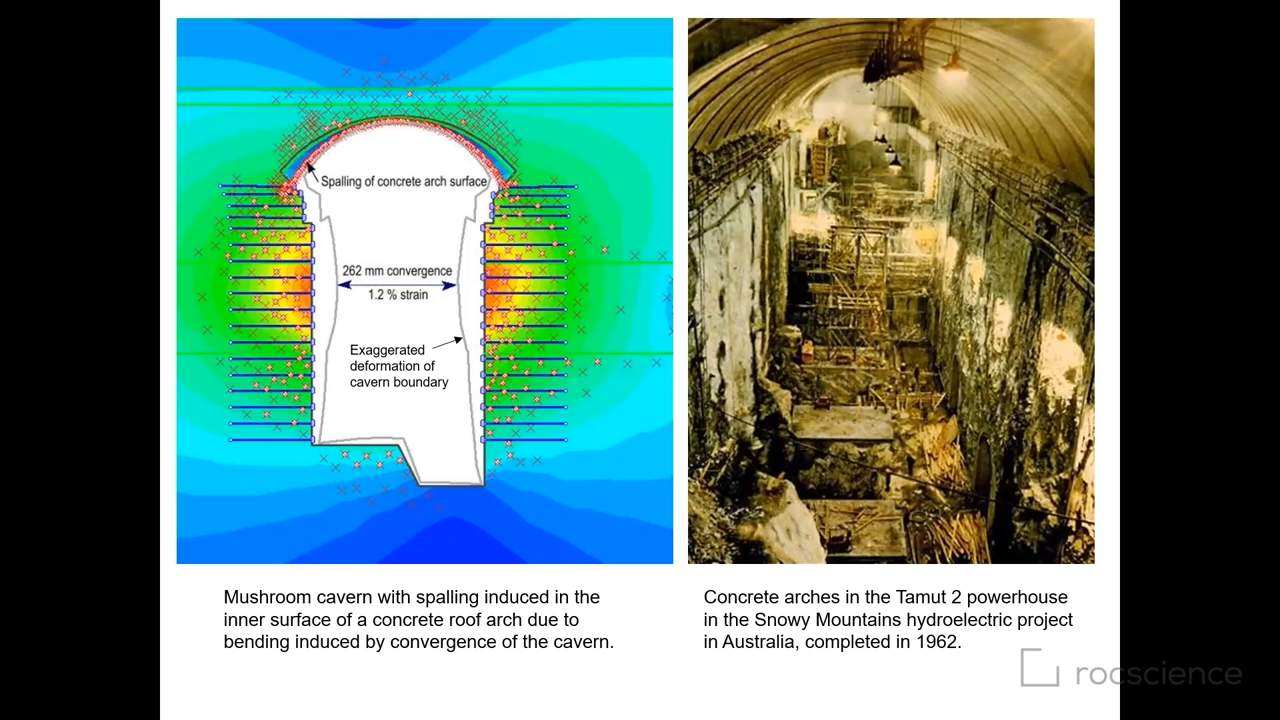 Spalling of concrete arch surface
262 mm convergence
1.2 % strain
Exaggerated
deformation of
cavern boundary
Mushroom cavern with spalling induced in the
inner surface of a concrete roof arch due to
bending induced by convergence of the cavern.
Concrete arches in the Tamut 2 powerhouse
in the Snowy Mountains hydroelectric project
in Australia, completed in 1962.
rocscience